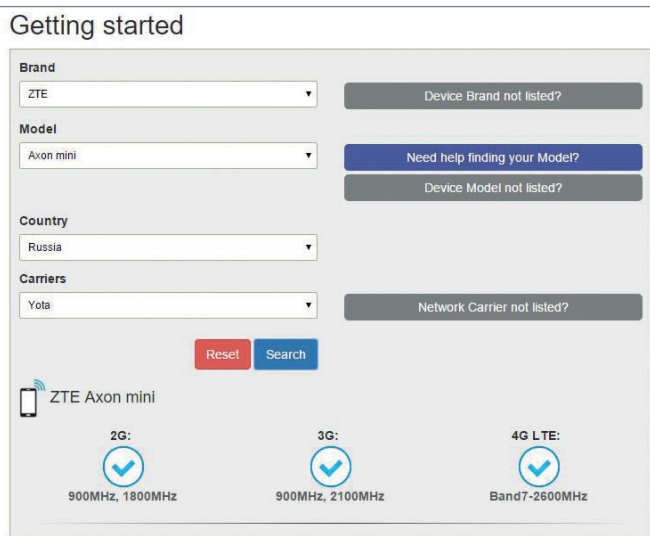 Getting started
Brand
ZTE
Device Brand not listed?
Model
Axon mini
Need help finding your Model?
Device Model not listed?
Country
Russia
Carriers
Yota
Network Carrier not listed?
Reset
Search
ZTE Axon mini
2G:
3G:
4G LTE:
900MHz, 1800MHz
900MHz, 2100MHz
Band7-2600MHz